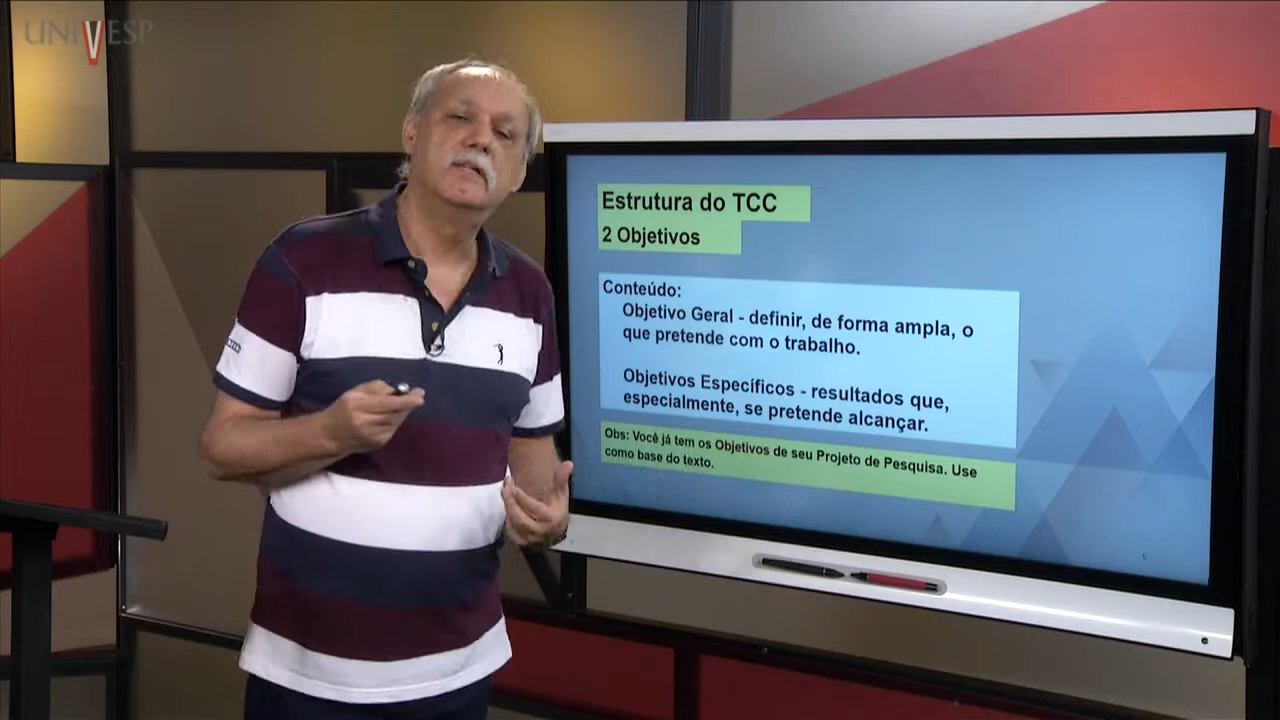 UNIVESP
Estrutura do TCC
2 Objetivos
Conteúdo:
Objetivo Geral - definir, de forma ampla, o
que pretende com o trabalho.
Objetivos Específicos - resultados que,
especialmente, se pretende alcançar.
Obs: Você já tem os Objetivos de seu Projeto de Pesquisa. Use
como base do texto.